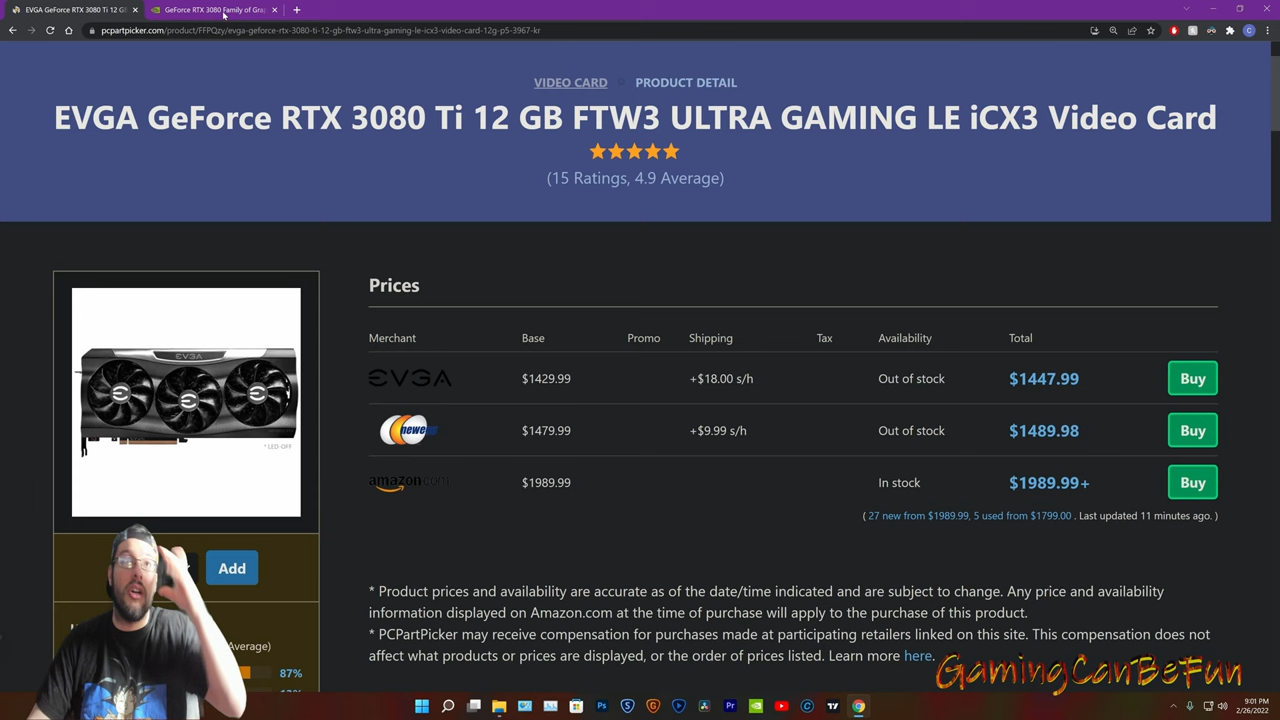 EVGA GeForce RTX 3080 Ti 12 GB
GeForce RTX 3080 Family of Gra
pcpartpicker.com/product/FFPQzy/evga-geforce-rtx-3080-ti-12-gb-ftw3-ultra-gaming-le-icx3-video-card-12g-p5-3967-kr
VIDEO CARD PRODUCT DETAIL
EVGA GeForce RTX 3080 Ti 12 GB FTW3 ULTRA GAMING LE iCX3 Video Card
(15 Ratings, 4.9 Average)
Prices
Merchant Base Promo Shipping Tax Availability Total
EVGA $1429.99 +$18.00 s/h Out of stock $1447.99 Buy
newegg $1479.99 +$9.99 s/h Out of stock $1489.98 Buy
amazon.com $1989.99 In stock $1989.99+ Buy
( 27 new from $1989.99, 5 used from $1799.00 . Last updated 11 minutes ago. )
EVGA
* LED-OFF
Add
Average)
87%
* Product prices and availability are accurate as of the date/time indicated and are subject to change. Any price and availability
information displayed on Amazon.com at the time of purchase will apply to the purchase of this product.
* PCPartPicker may receive compensation for purchases made at participating retailers linked on this site. This compensation does not
affect what products or prices are displayed, or the order of prices listed. Learn more here.
GamingCanBeFun
9:01 PM
2/26/2022